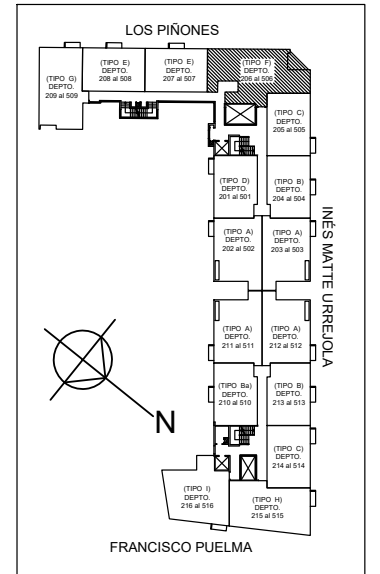 LOS PIÑONES
(TIPO G)
DEPTO.
209 al 509
(TIPO E)
DEPTO.
208 al 508
(TIPO E)
DEPTO.
207 al 507
(TIPO F)
DEPTO.
206 al 506
(TIPO C)
DEPTO.
205 al 505
(TIPO D)
DEPTO.
201 al 501
(TIPO B)
DEPTO.
204 al 504
(TIPO A)
DEPTO.
202 al 502
(TIPO A)
DEPTO.
203 al 503
INÉS MATTE URREJOLA
(TIPO A)
DEPTO.
211 al 511
(TIPO A)
DEPTO.
212 al 512
(TIPO Ba)
DEPTO.
210 al 510
(TIPO B)
DEPTO.
213 al 513
N
(TIPO C)
DEPTO.
214 al 514
(TIPO I)
DEPTO.
216 al 516
(TIPO H)
DEPTO.
215 al 515
FRANCISCO PUELMA